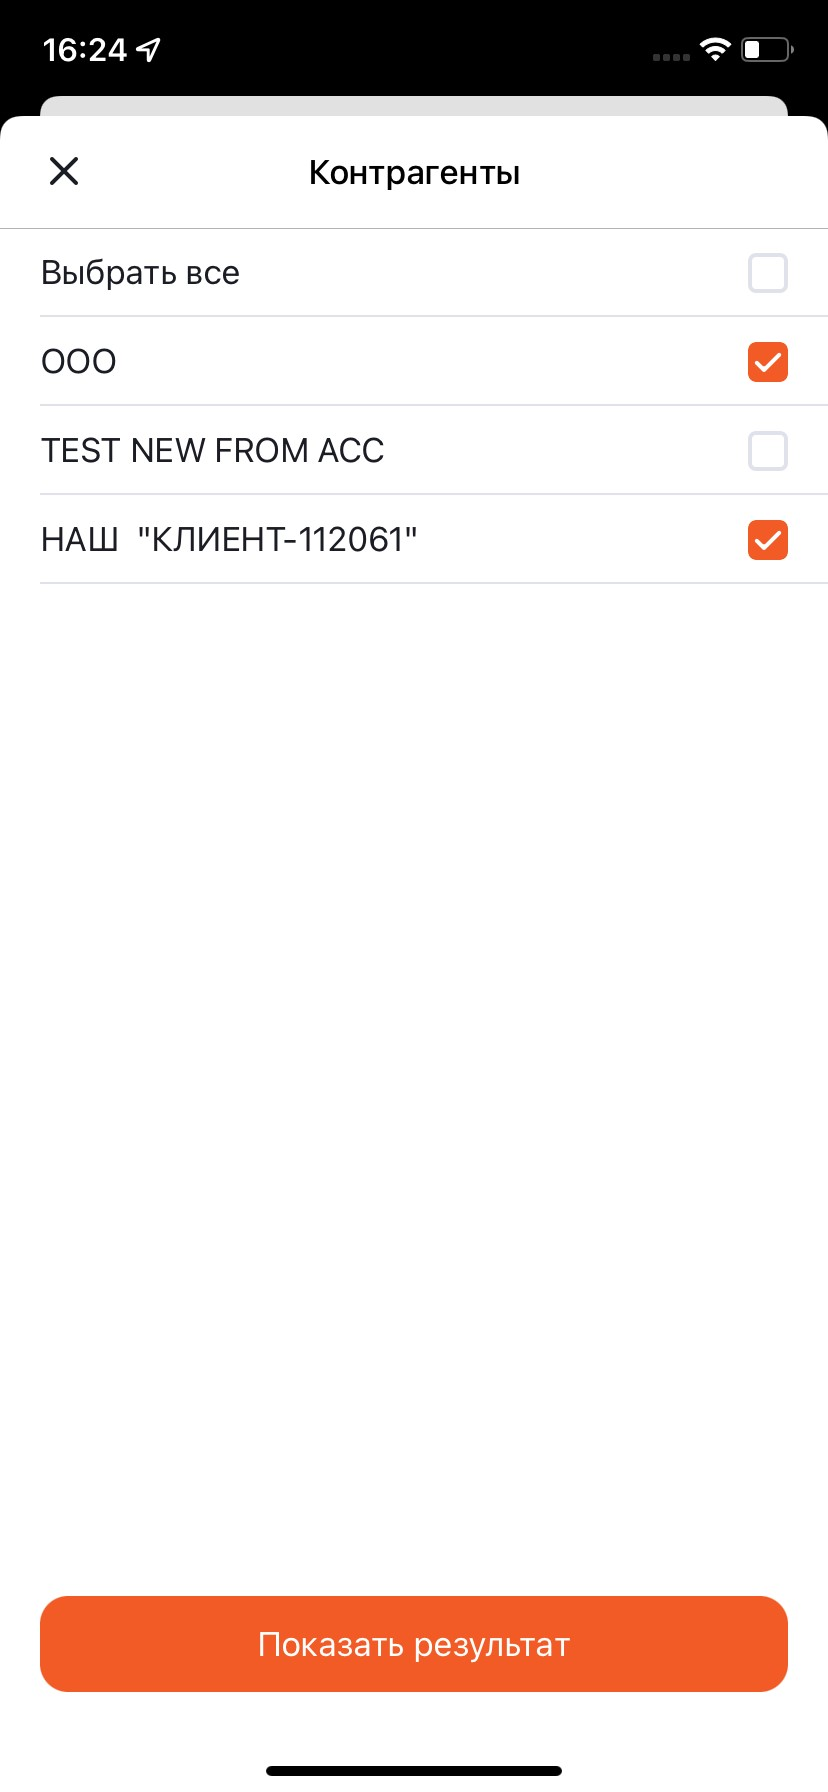 16:24
Контрагенты
Выбрать все
ООО
TEST NEW FROM ACC
НАШ  "КЛИЕНТ-112061"
Показать результат